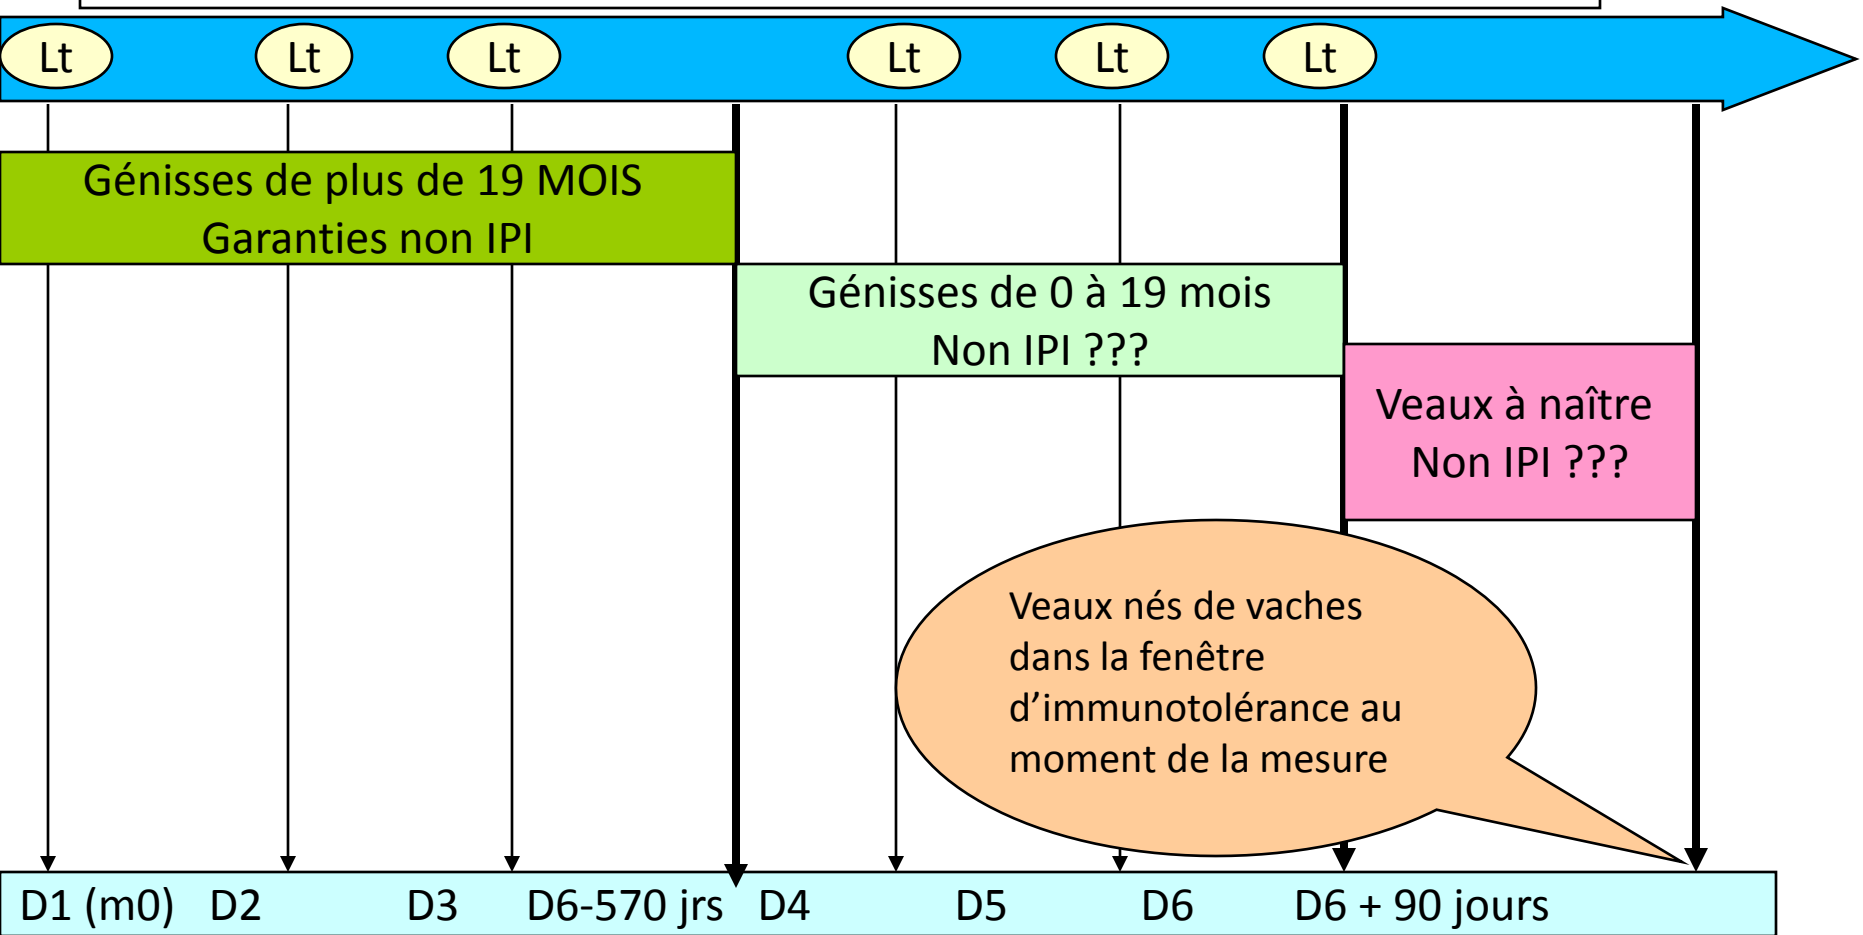 Lt Lt Lt Lt Lt Lt
Génisses de plus de 19 MOIS
Garanties non IPI
Génisses de 0 à 19 mois
Non IPI ???
Veaux à naître
Non IPI ???
Veaux nés de vaches
dans la fenêtre
d’immunotolérance au
moment de la mesure
D1 (m0) D2 D3 D6-570 jrs D4 D5 D6 D6 + 90 jours